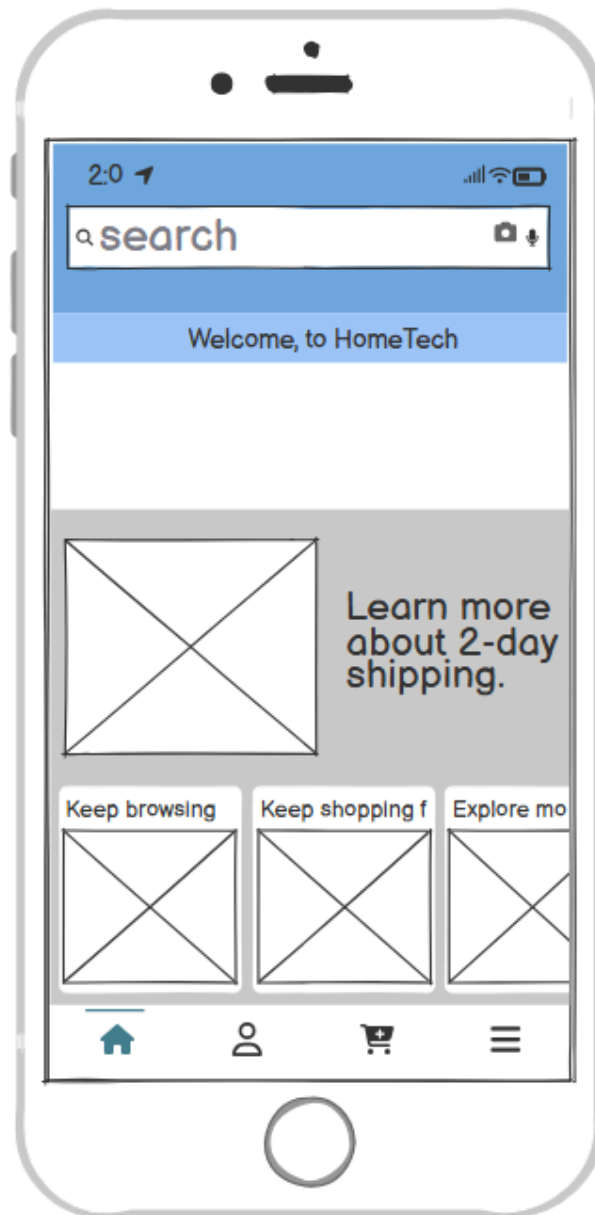 2:0
search
Welcome, to HomeTech
Learn more
about 2-day
shipping.
Keep browsing
Keep shopping f
Explore mo